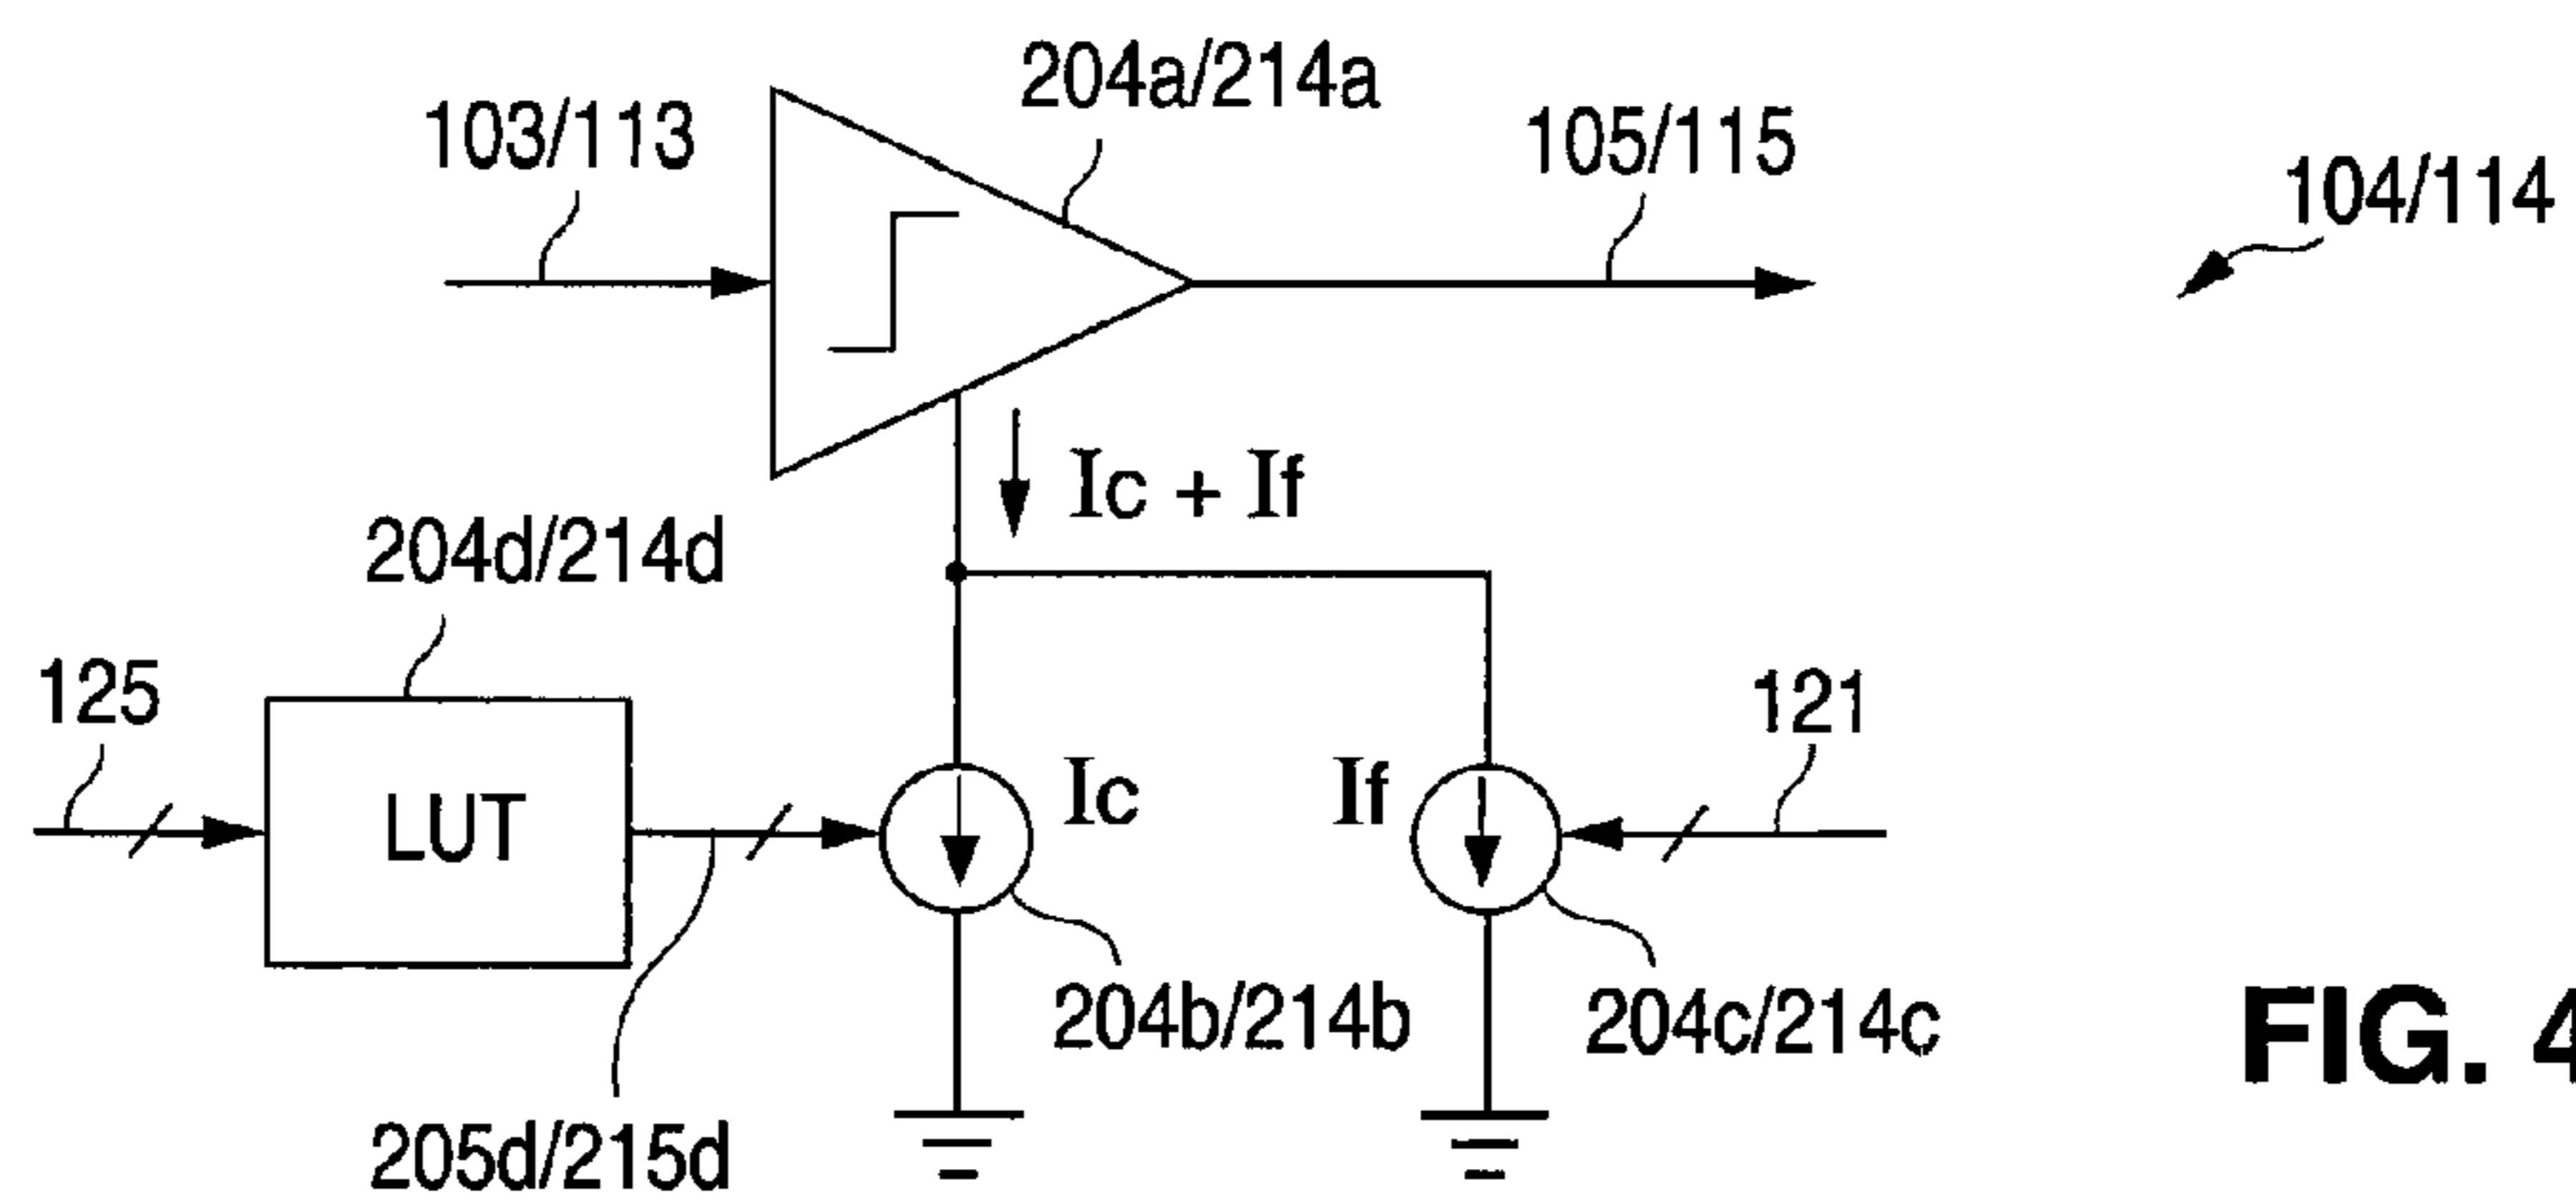 204a/214a
103/113
105/115
104/114
Ic + If
204d/214d
125
121
LUT
Ic
If
204b/214b
204c/214c
205d/215d
FIG. 4